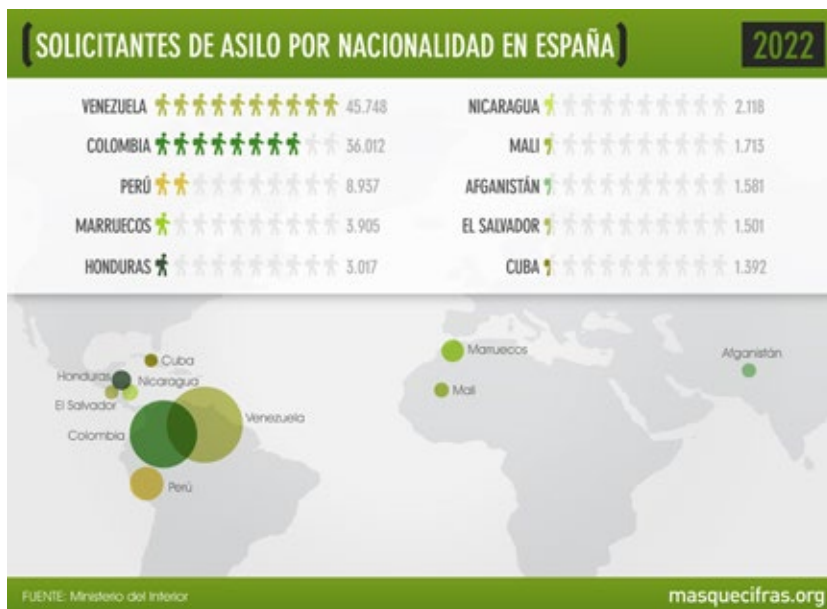 SOLICITANTES DE ASILO POR NACIONALIDAD EN ESPAÑA
2022
VENEZUELA 45.748
COLOMBIA 36.012
PERÚ 8.937
MARRUECOS 3.905
HONDURAS 3.017
NICARAGUA 2.118
MALI 1.713
AFGANISTÁN 1.581
EL SALVADOR 1.501
CUBA 1.392
Cuba
Honduras
Nicaragua
El Salvador
Colombia
Venezuela
Perú
Marruecos
Mali
Afganistán
FUENTE: Ministerio del Interior
masquecifras.org